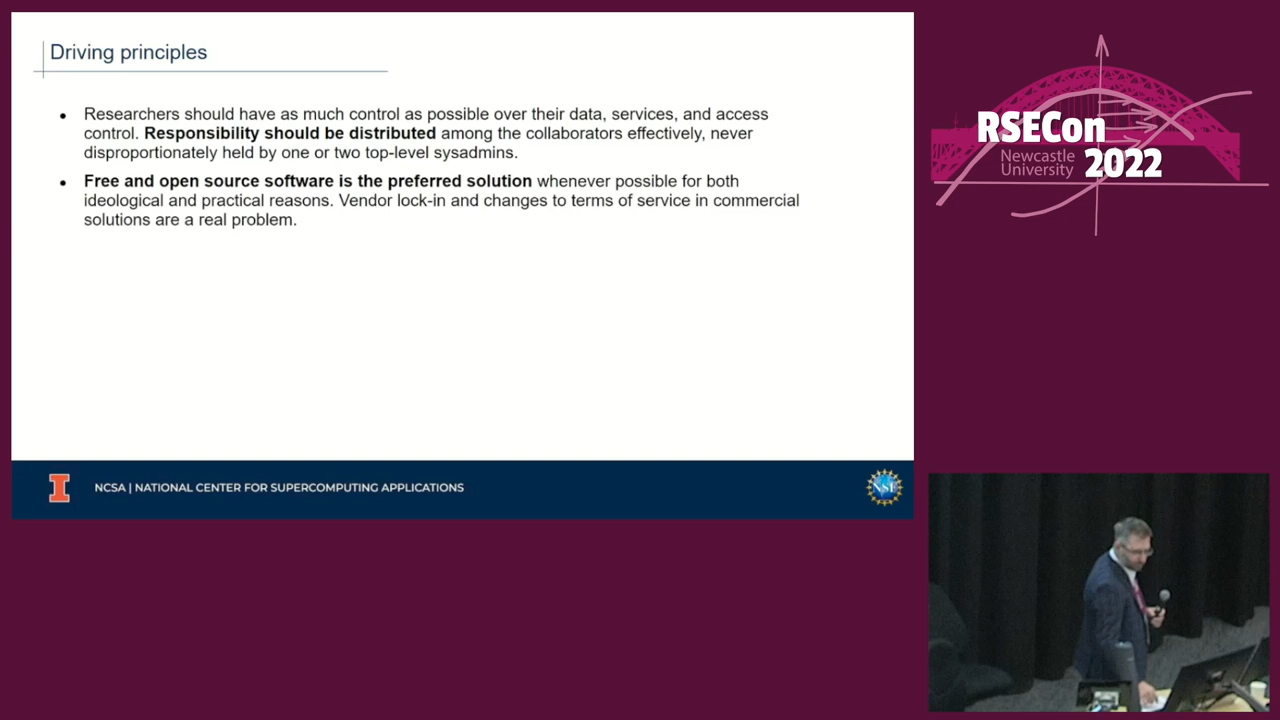 Driving principles
• Researchers should have as much control as possible over their data, services, and access
control. Responsibility should be distributed among the collaborators effectively, never
disproportionately held by one or two top-level sysadmins.
• Free and open source software is the preferred solution whenever possible for both
ideological and practical reasons. Vendor lock-in and changes to terms of service in commercial
solutions are a real problem.
I
NCSA | NATIONAL CENTER FOR SUPERCOMPUTING APPLICATIONS
NSF
RSECon
Newcastle
University
2022